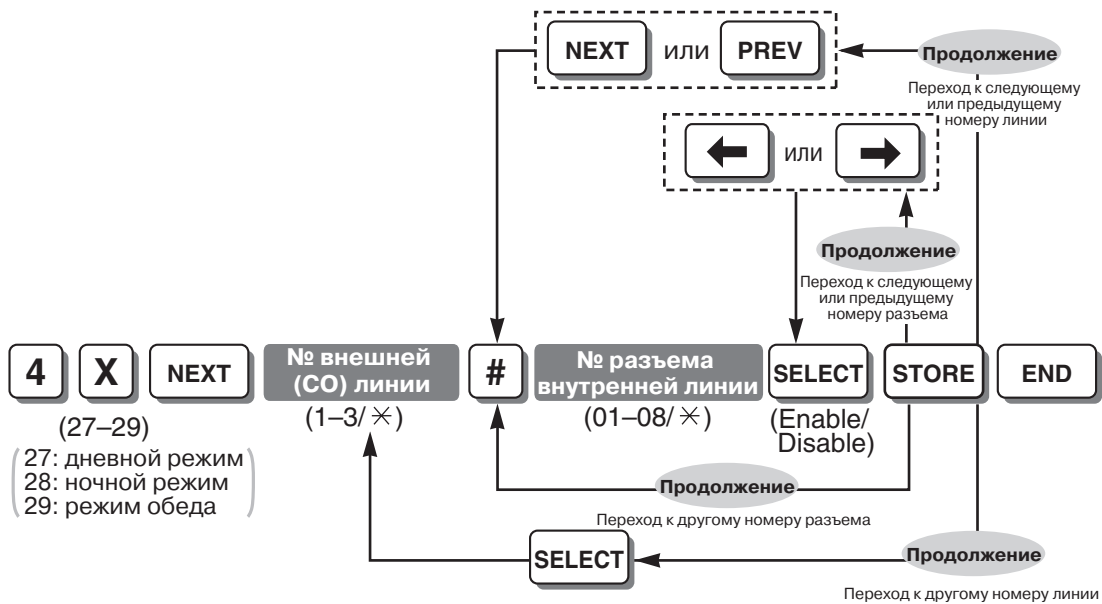 NEXT или PREV
Продолжение
Переход к следующему
или предыдущему
номеру линии
← или →
Продолжение
Переход к следующему
или предыдущему
номеру разъема
4 X NEXT
№ внешней
(CO) линии
#
№ разъема
внутренней линии
SELECT STORE END
(27–29)
(1–3/✳)
(01–08/✳)
(Enable/
Disable)
27: дневной режим
28: ночной режим
29: режим обеда
Продолжение
Переход к другому номеру разъема
SELECT
Продолжение
Переход к другому номеру линии